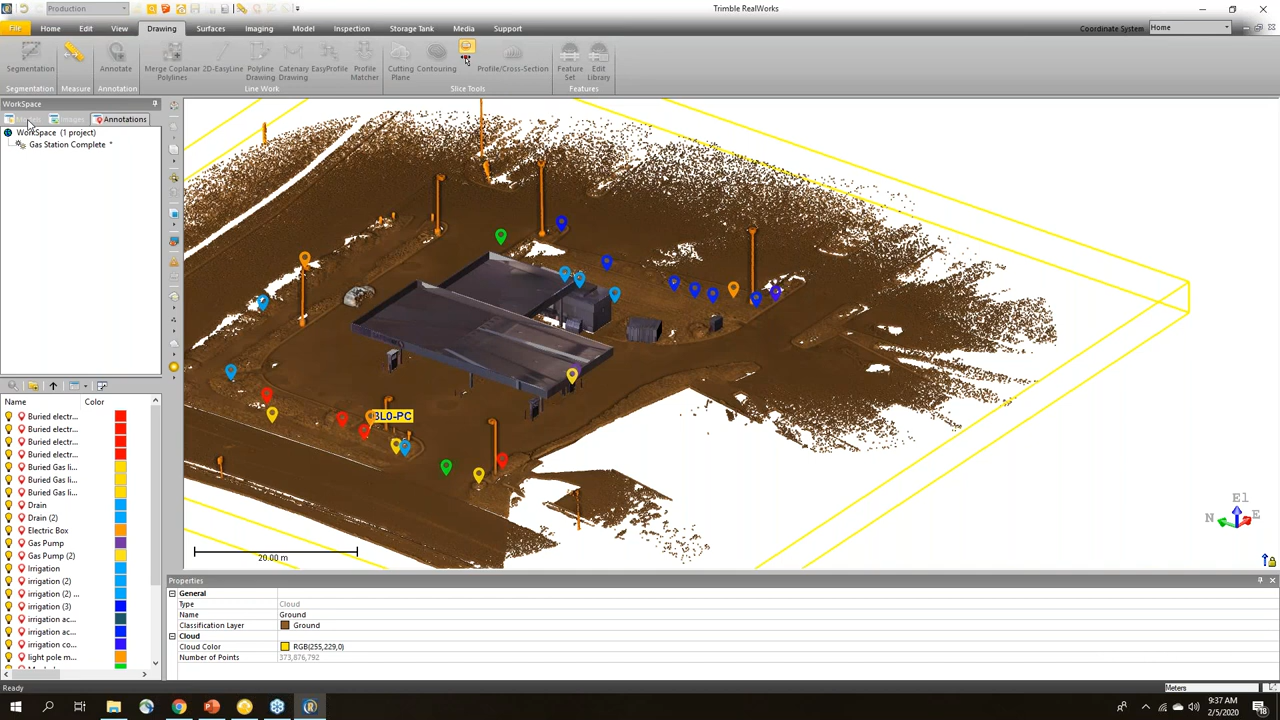 Production
Trimble RealWorks
File Home Edit View Drawing Surfaces Imaging Model Inspection Storage Tank Media Support
Coordinate System Home
Segmentation
Annotate
Merge Coplanar Polylines
2D-EasyLine
Polyline Drawing
Catenary Drawing
EasyProfile
Profile Matcher
Cutting Plane
Contouring
Profile/Cross-Section
Feature Set
Edit Library
Segmentation Measure Annotation Line Work Slice Tools Features
WorkSpace
Images Annotations
WorkSpace (1 project)
Gas Station Complete *
Name Color
Buried electr...
Buried electr...
Buried electr...
Buried electr...
Buried Gas li...
Buried Gas li...
Buried Gas li...
Drain
Drain (2)
Electric Box
Gas Pump
Gas Pump (2)
Irrigation
irrigation (2)
irrigation (2) ...
irrigation (3)
irrigation ac...
irrigation ac...
irrigation co...
light pole m...
BL0-PC
20.00 m
El
N E
Properties
General
Type Cloud
Name Ground
Classification Layer Ground
Cloud
Cloud Color RGB(255,229,0)
Number of Points 373,876,792
Ready
Meters
9:37 AM
2/5/2020
18